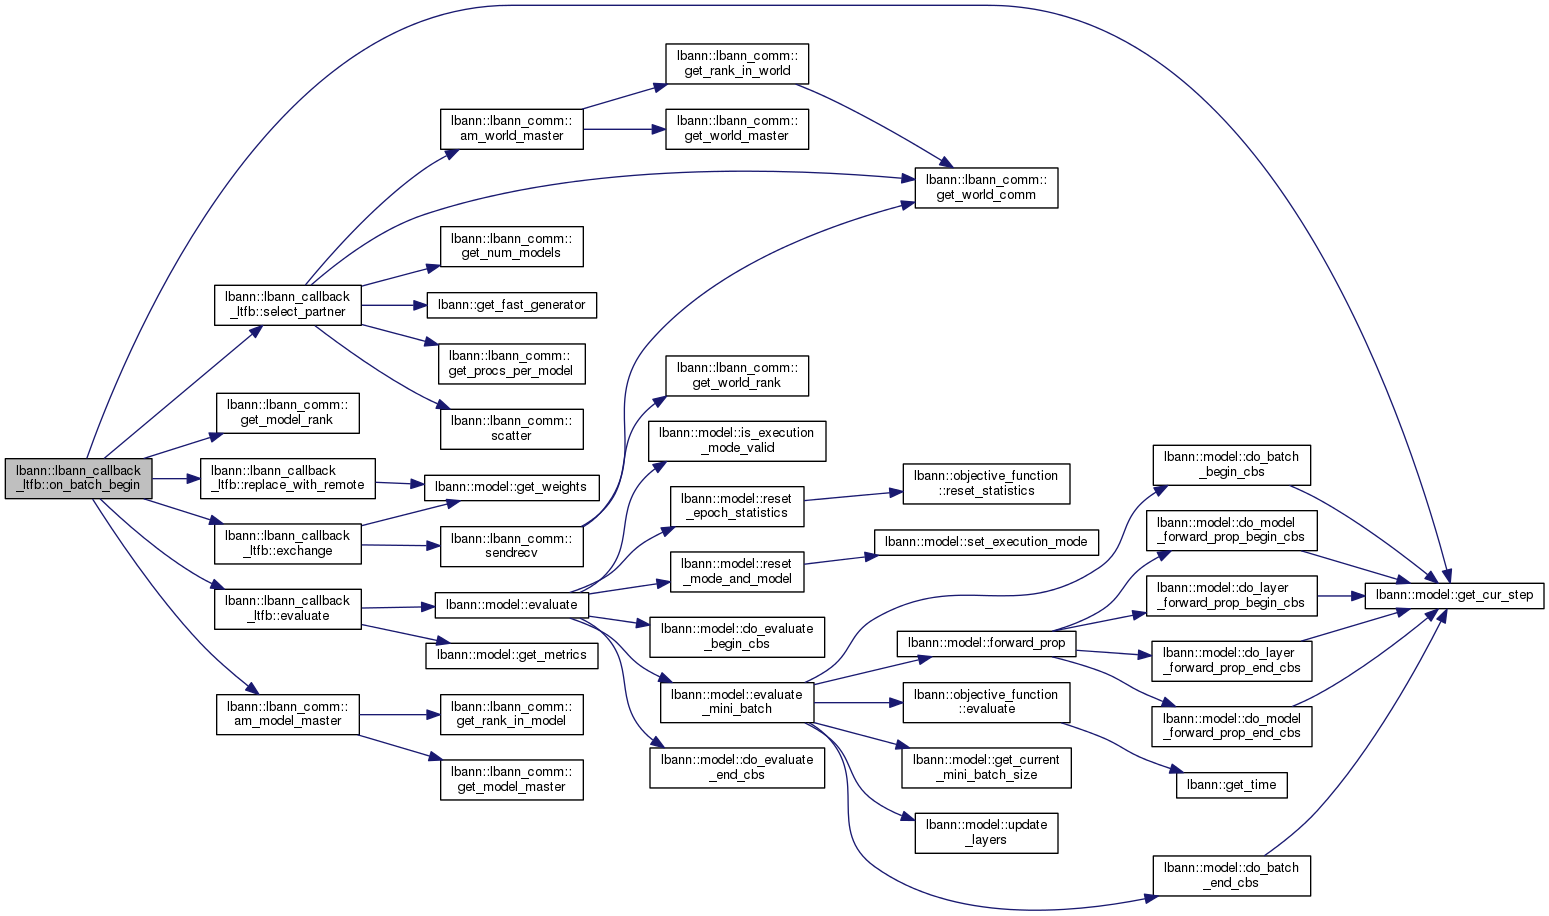 lbann::lbann_comm::
get_rank_in_world
lbann::lbann_comm::
am_world_master
lbann::lbann_comm::
get_world_master
lbann::lbann_comm::
get_world_comm
lbann::lbann_comm::
get_num_models
lbann::lbann_callback
_ltfb::select_partner
lbann::get_fast_generator
lbann::lbann_comm::
get_procs_per_model
lbann::lbann_comm::
get_world_rank
lbann::lbann_comm::
get_model_rank
lbann::lbann_comm::
scatter
lbann::model::is_execution
_mode_valid
lbann::lbann_callback
_ltfb::on_batch_begin
lbann::lbann_callback
_ltfb::replace_with_remote
lbann::model::get_weights
lbann::objective_function
::reset_statistics
lbann::model::do_batch
_begin_cbs
lbann::model::reset
_epoch_statistics
lbann::lbann_callback
_ltfb::exchange
lbann::lbann_comm::
sendrecv
lbann::model::set_execution_mode
lbann::model::do_model
_forward_prop_begin_cbs
lbann::model::reset
_mode_and_model
lbann::lbann_callback
_ltfb::evaluate
lbann::model::evaluate
lbann::model::do_layer
_forward_prop_begin_cbs
lbann::model::get_cur_step
lbann::model::do_evaluate
_begin_cbs
lbann::model::get_metrics
lbann::model::forward_prop
lbann::model::do_layer
_forward_prop_end_cbs
lbann::lbann_comm::
am_model_master
lbann::lbann_comm::
get_rank_in_model
lbann::model::evaluate
_mini_batch
lbann::objective_function
::evaluate
lbann::model::do_model
_forward_prop_end_cbs
lbann::lbann_comm::
get_model_master
lbann::model::do_evaluate
_end_cbs
lbann::model::get_current
_mini_batch_size
lbann::get_time
lbann::model::update
_layers
lbann::model::do_batch
_end_cbs